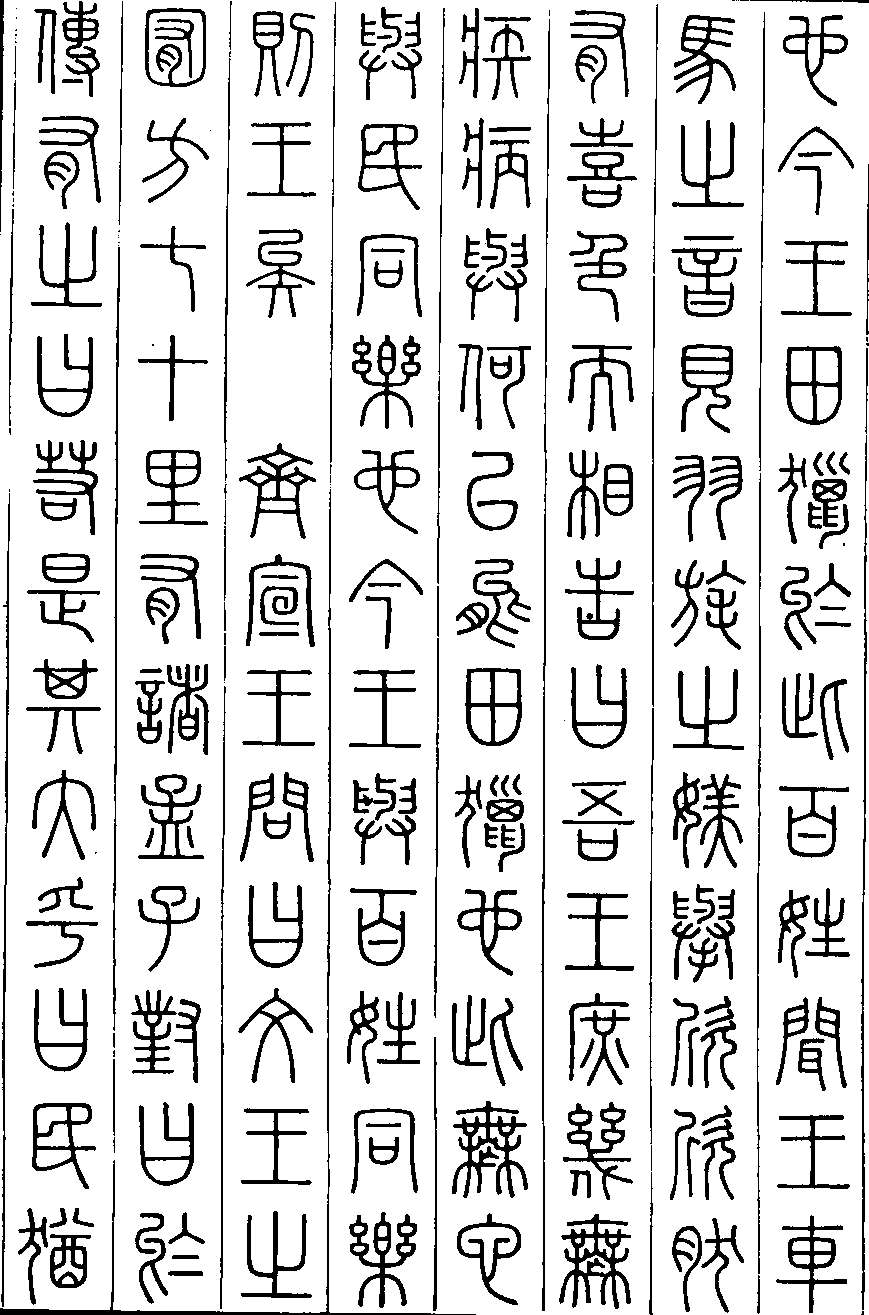 也今王田獵於此百姓聞王車
馬之音見羽旄之美舉欣欣然
有喜色而相告曰吾王庶幾無
疾病與何以能田獵也此無他
與民同樂也今王與百姓同樂
則王矣　齊宣王問曰文王之
囿方七十里有諸孟子對曰於
傳有之曰若是其大乎曰民猶